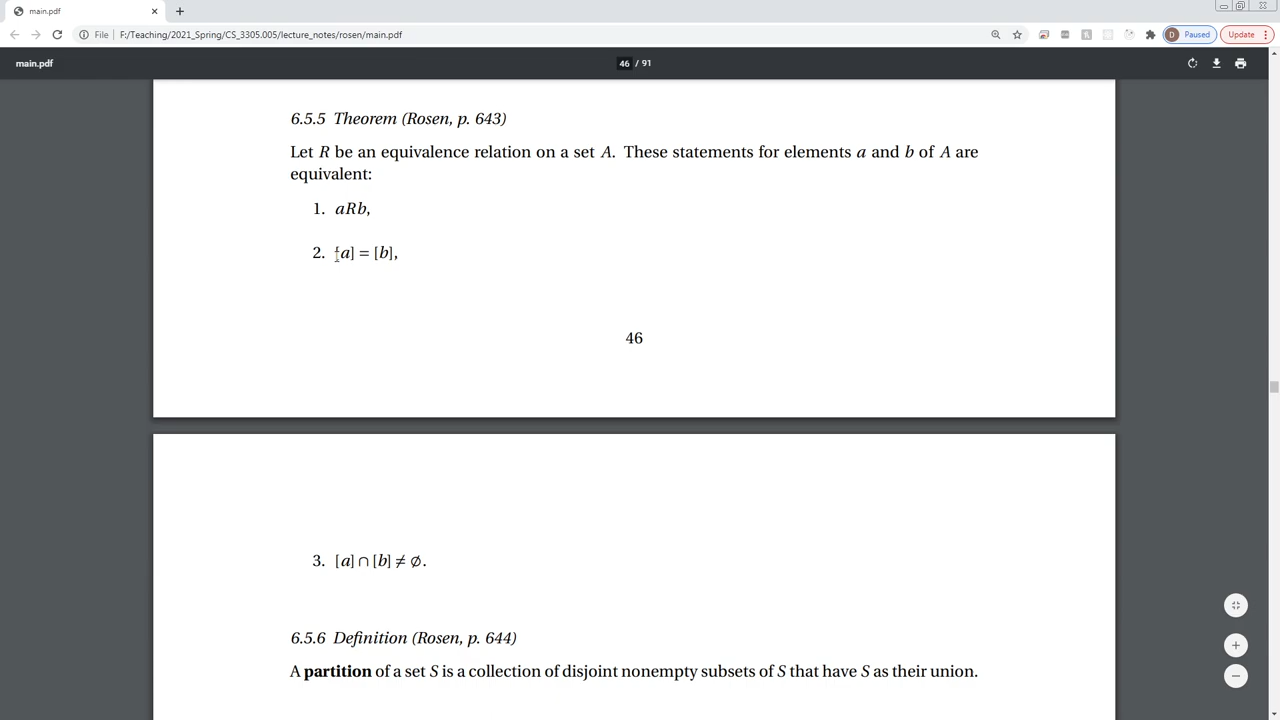 main.pdf
File F:/Teaching/2021_Spring/CS_3305.005/lecture_notes/rosen/main.pdf
D Paused
Update
main.pdf
46 / 91
6.5.5 Theorem (Rosen, p. 643)
Let R be an equivalence relation on a set A. These statements for elements a and b of A are
equivalent:
1. aRb,
2. [a] = [b],
46
3. [a] ∩ [b] ≠ ∅.
6.5.6 Definition (Rosen, p. 644)
A partition of a set S is a collection of disjoint nonempty subsets of S that have S as their union.